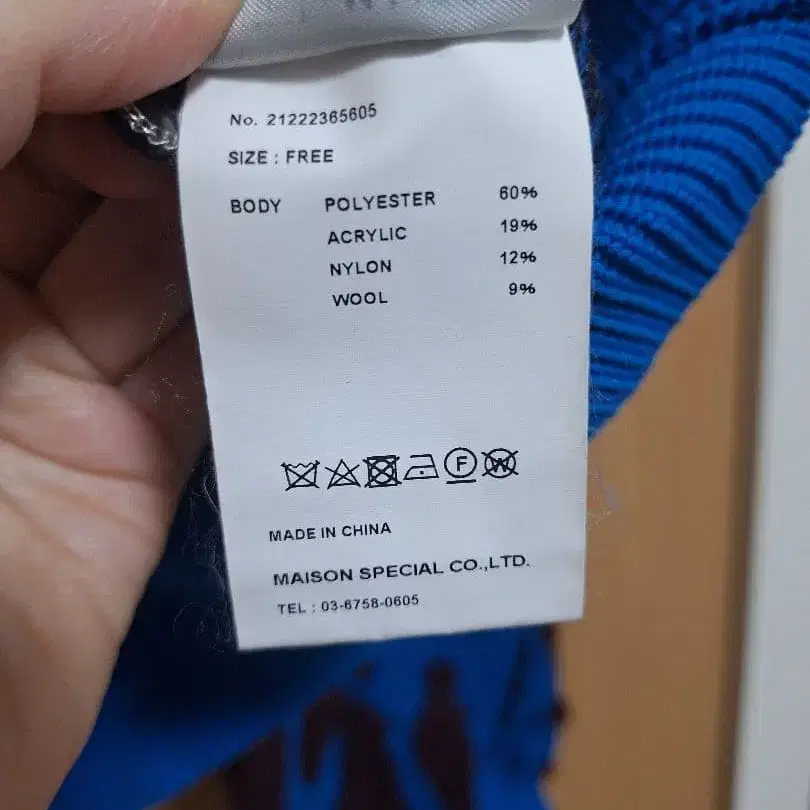 No. 21222365605
SIZE : FREE
BODY POLYESTER 60%
ACRYLIC 19%
NYLON 12%
WOOL 9%
F W
MADE IN CHINA
MAISON SPECIAL CO.,LTD.
TEL : 03-6758-0605